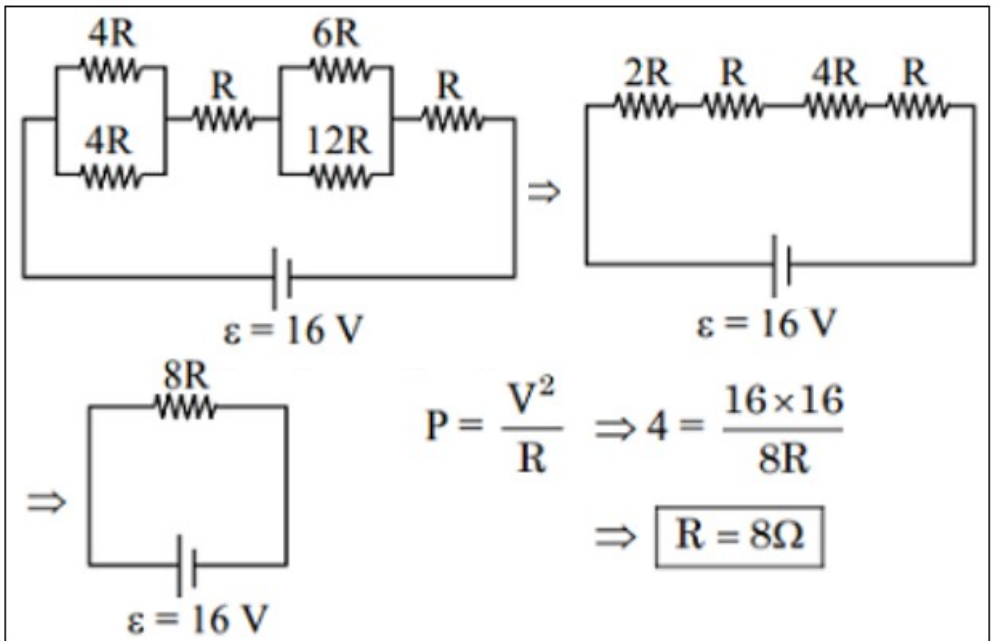 4R 6R
R R
4R 12R
ε = 16 V
⇒
2R R 4R R
ε = 16 V
⇒
8R
ε = 16 V
P = V²/R ⇒ 4 = 16×16/8R
⇒ R = 8Ω